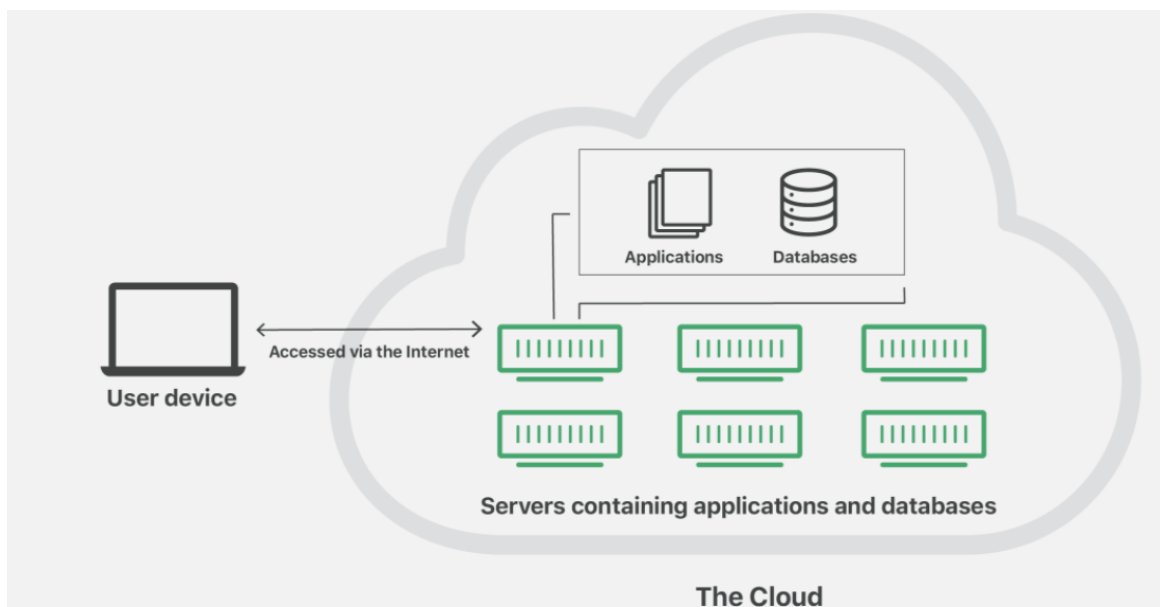 Applications
Databases
Accessed via the Internet
User device
Servers containing applications and databases
The Cloud